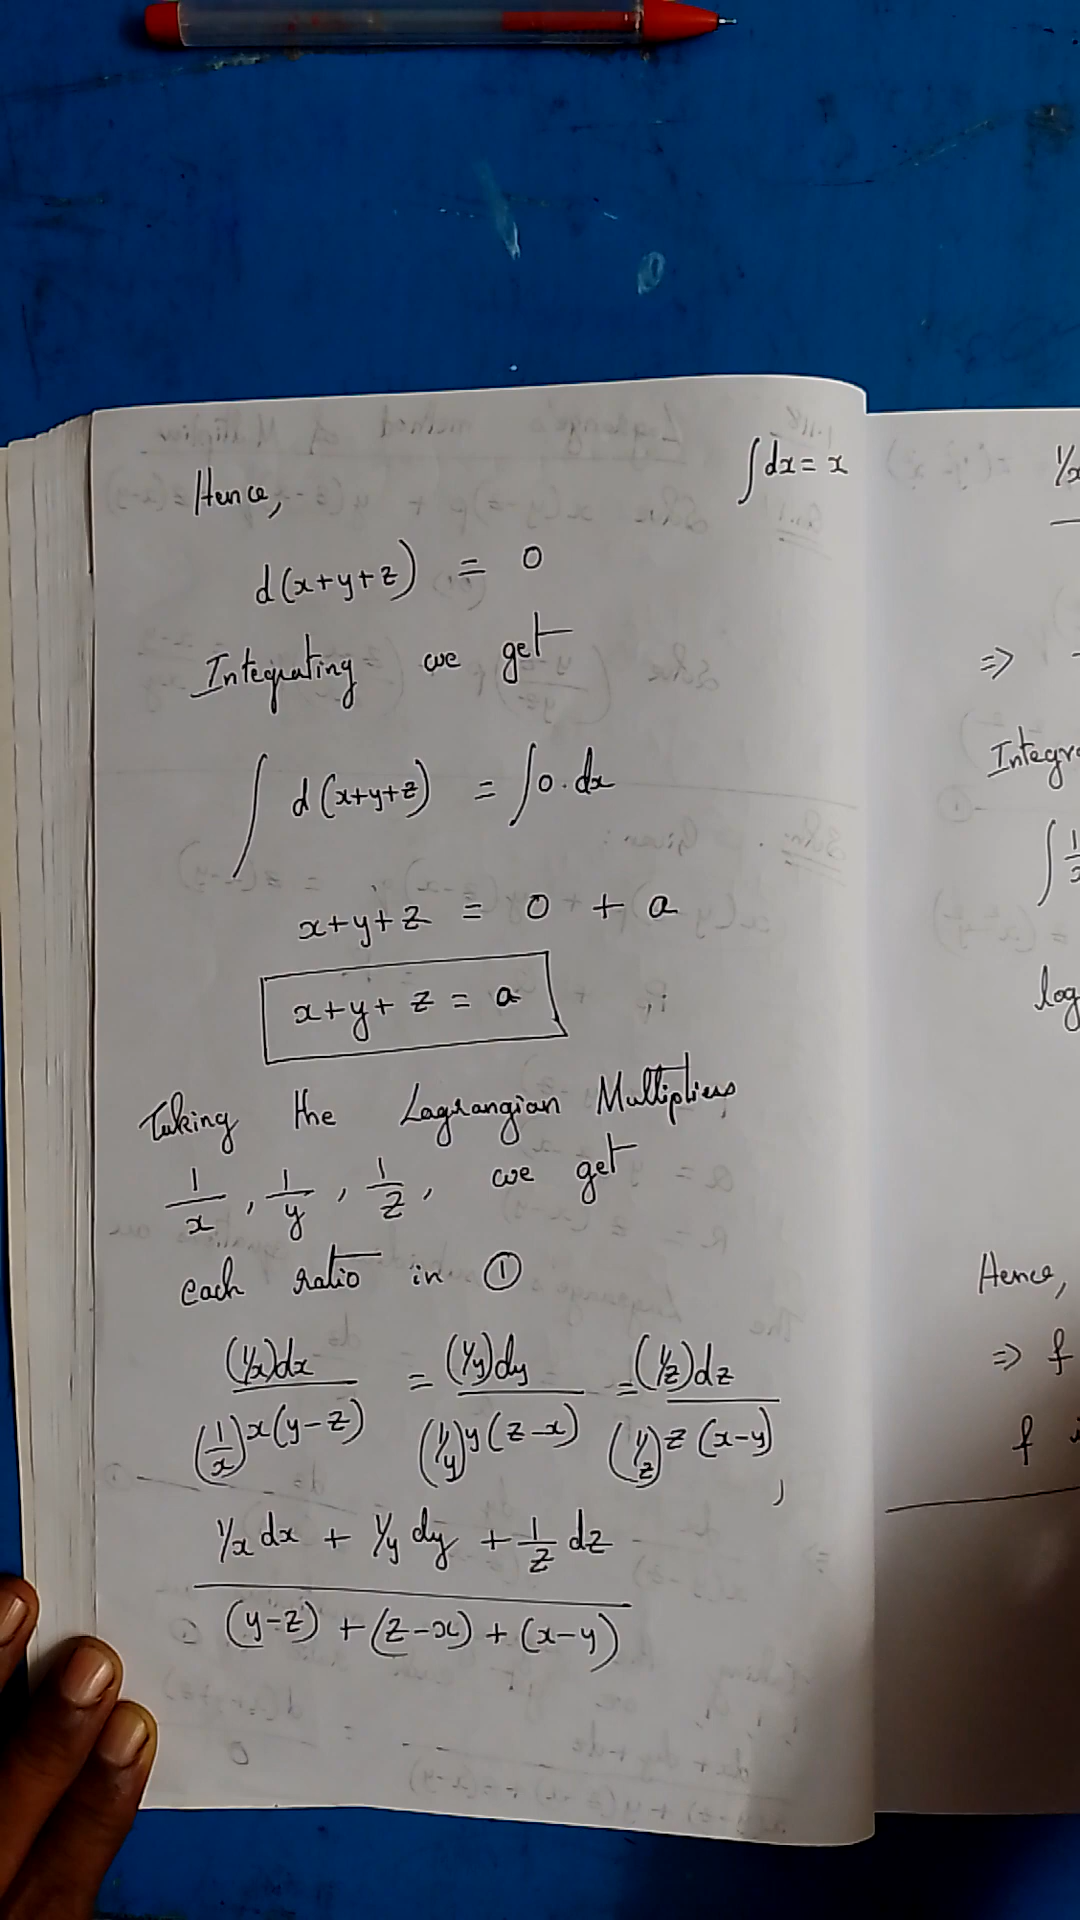 ∫dx = x
Hence,
d(x+y+z) = 0
Integrating we get
∫ d(x+y+z) = ∫0.dx
x+y+z = 0 + a
x+y+z = a
Taking the Lagrangian Multipliers
1/x, 1/y, 1/z, we get
each ratio in ①
(1/x)dx / (1/x)x(y-z) = (1/y)dy / (1/y)y(z-x) = (1/z)dz / (1/z)z(x-y),
1/x dx + 1/y dy + 1/z dz
(y-z) + (z-x) + (x-y)
⇒
∫
log
Hence,
⇒ f
f